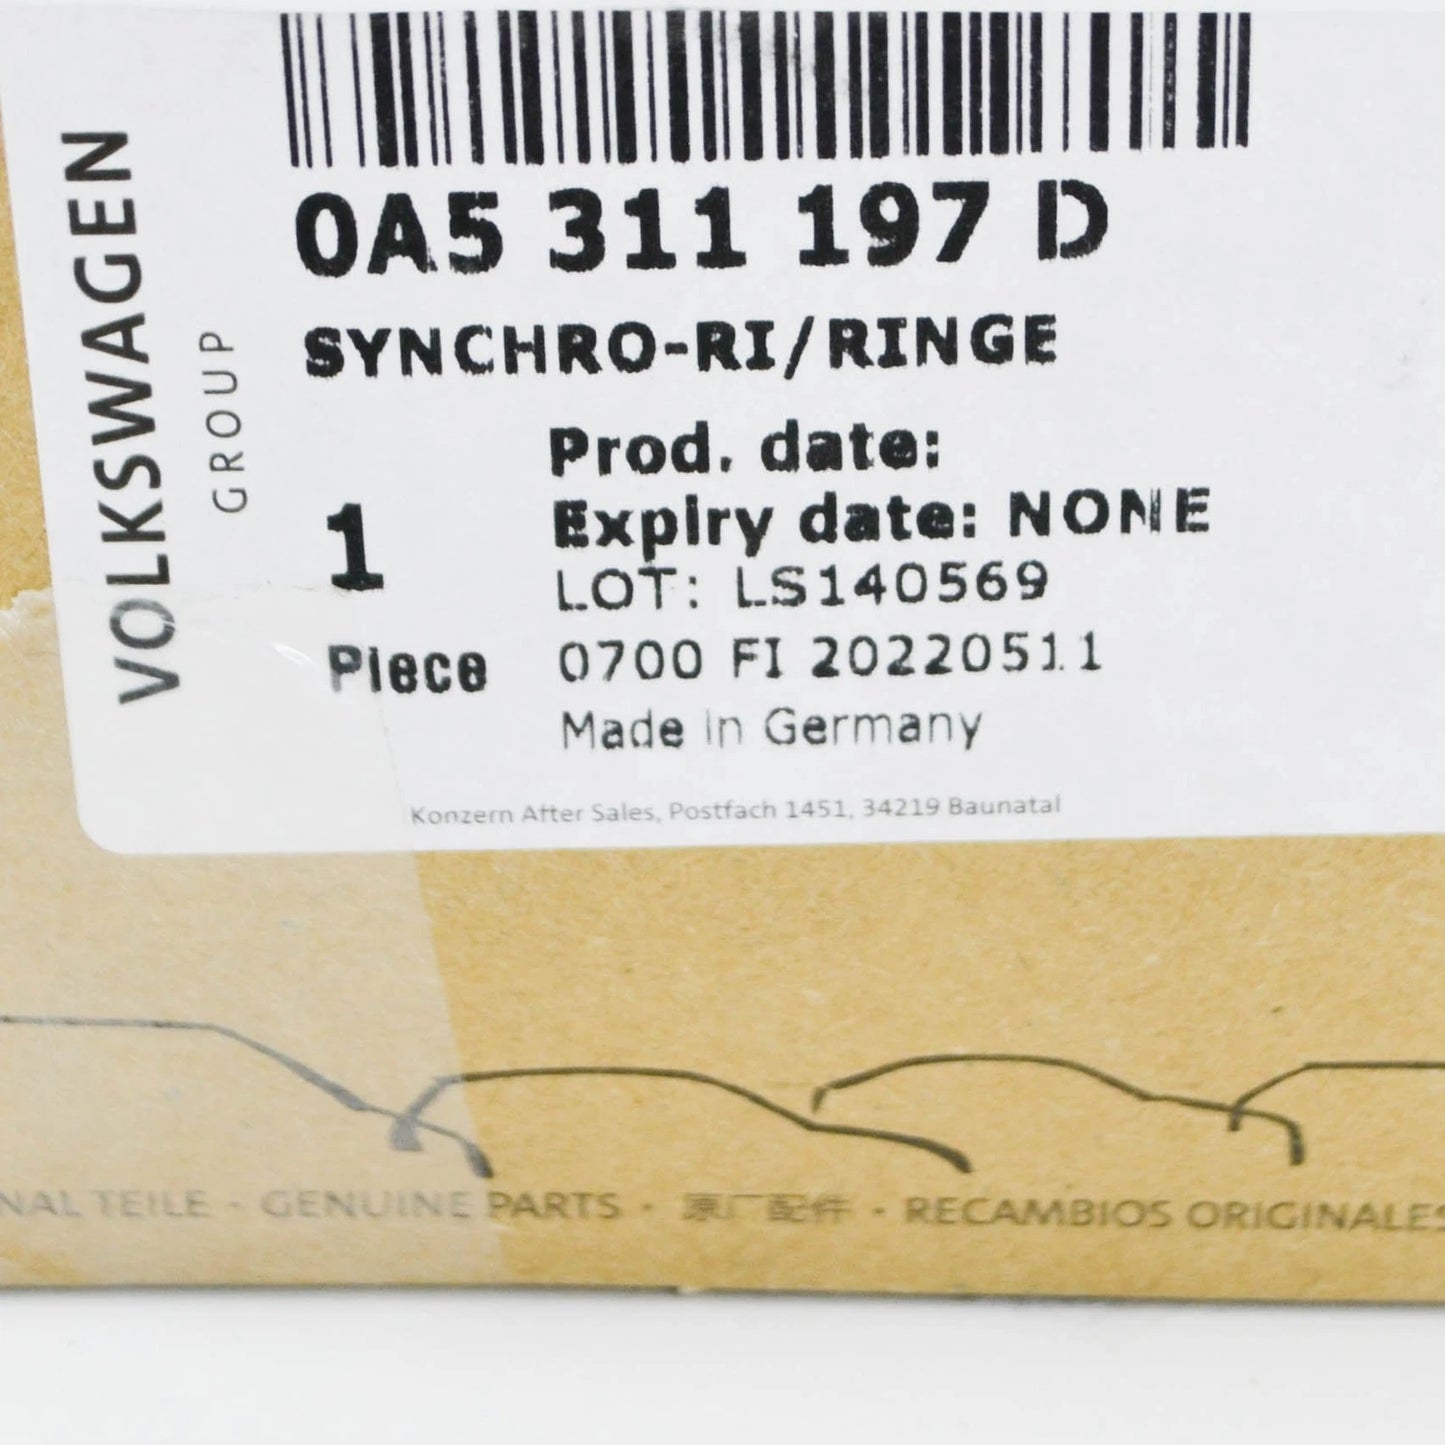 VOLKSWAGEN
GROUP
0A5 311 197 D
SYNCHRO-RI/RINGE
1
Piece
Prod. date:
Expiry date: NONE
LOT: LS140569
0700 FI 20220511
Made in Germany
Konzern After Sales, Postfach 1451, 34219 Baunatal
NAL TEILE · GENUINE PARTS · 原厂配件 · RECAMBIOS ORIGINALES